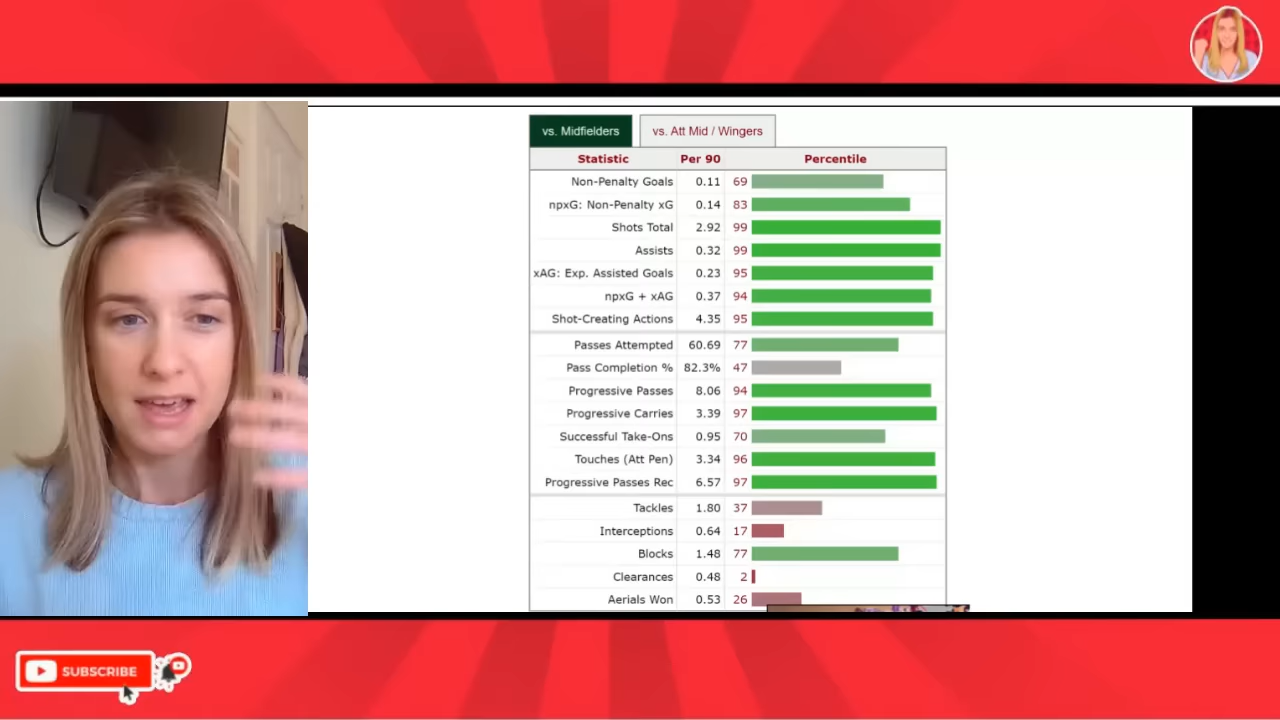 vs. Midfielders vs. Att Mid / Wingers
Statistic Per 90 Percentile
Non-Penalty Goals 0.11 69
npxG: Non-Penalty xG 0.14 83
Shots Total 2.92 99
Assists 0.32 99
xAG: Exp. Assisted Goals 0.23 95
npxG + xAG 0.37 94
Shot-Creating Actions 4.35 95
Passes Attempted 60.69 77
Pass Completion % 82.3% 47
Progressive Passes 8.06 94
Progressive Carries 3.39 97
Successful Take-Ons 0.95 70
Touches (Att Pen) 3.34 96
Progressive Passes Rec 6.57 97
Tackles 1.80 37
Interceptions 0.64 17
Blocks 1.48 77
Clearances 0.48 2
Aerials Won 0.53 26
SUBSCRIBE